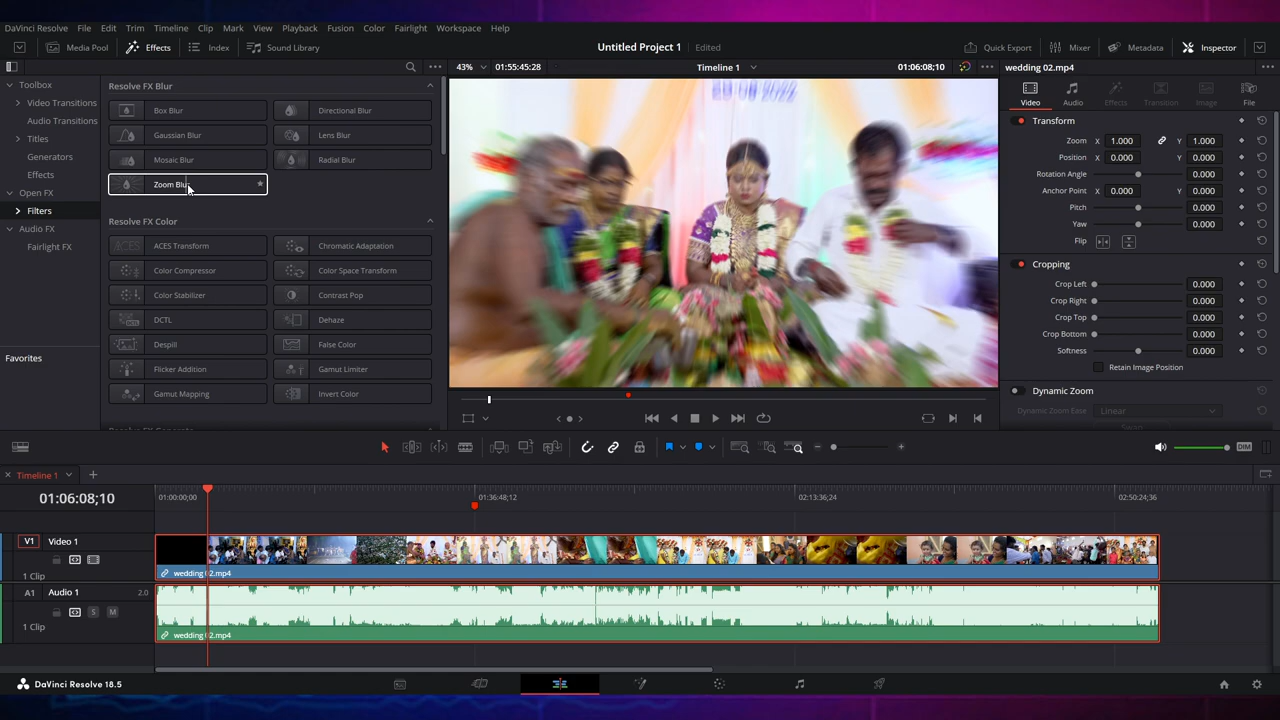 DaVinci Resolve File Edit Trim Timeline Clip Mark View Playback Fusion Color Fairlight Workspace Help
Media Pool Effects Index Sound Library Untitled Project 1 Edited Quick Export Mixer Metadata Inspector
43% 01:55:45:28 Timeline 1 01:06:08;10 wedding 02.mp4
Toolbox
Video Transitions
Audio Transitions
Titles
Generators
Effects
Open FX
Filters
Audio FX
Fairlight FX
Favorites
Resolve FX Blur
Box Blur Directional Blur
Gaussian Blur Lens Blur
Mosaic Blur Radial Blur
Zoom Blur
Resolve FX Color
ACES Transform Chromatic Adaptation
Color Compressor Color Space Transform
Color Stabilizer Contrast Pop
DCTL DCTL Dehaze
Despill False Color
Flicker Addition Gamut Limiter
Gamut Mapping Invert Color
Video Audio Effects Transition Image File
Transform
Zoom X 1.000 Y 1.000
Position X 0.000 Y 0.000
Rotation Angle 0.000
Anchor Point X 0.000 Y 0.000
Pitch 0.000
Yaw 0.000
Flip
Cropping
Crop Left 0.000
Crop Right 0.000
Crop Top 0.000
Crop Bottom 0.000
Softness 0.000
Retain Image Position
Dynamic Zoom
Dynamic Zoom Ease Linear
Swap
DIM
Timeline 1
01:06:08;10 01:00:00;00 01:36:48;12 02:13:36;24 02:50:24;36
V1 Video 1
1 Clip wedding 02.mp4
A1 Audio 1 2.0
S M
1 Clip wedding 02.mp4
DaVinci Resolve 18.5